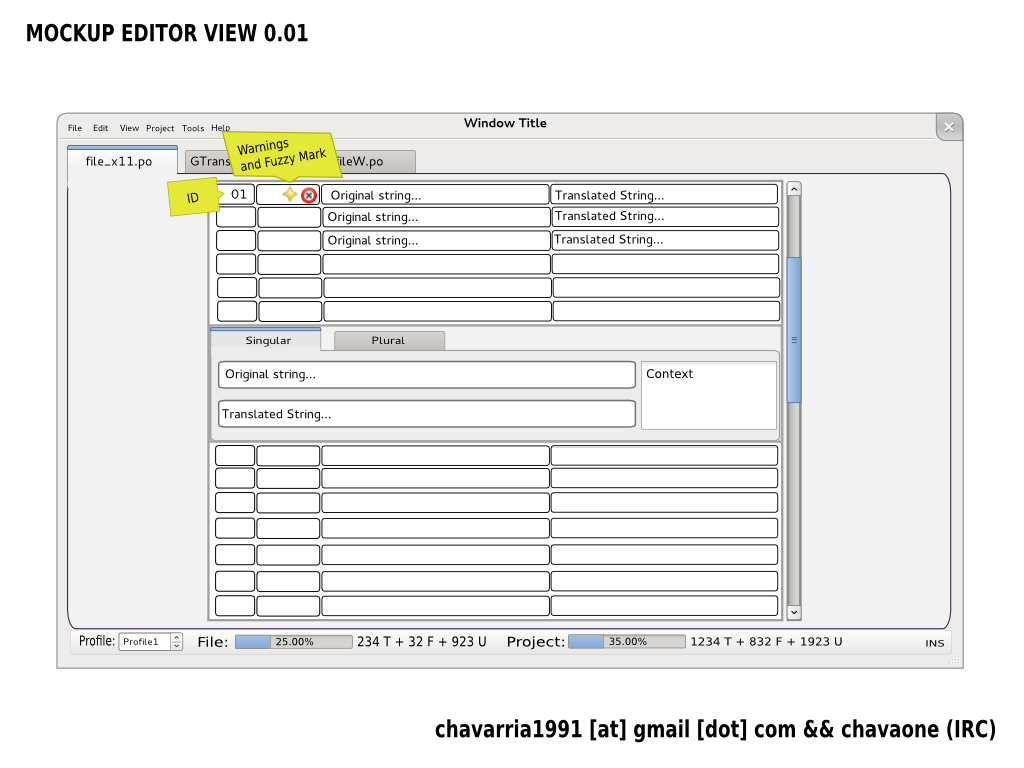 MOCKUP EDITOR VIEW 0.01
Window Title
File Edit View Project Tools Help
Warnings
and Fuzzy Mark
file_x11.po GTrans ileW.po
ID
01 Original string... Translated String...
Original string... Translated String...
Original string... Translated String...
Singular Plural
Original string... Context
Translated String...
Profile: Profile1 File: 25.00% 234 T + 32 F + 923 U Project: 35.00% 1234 T + 832 F + 1923 U INS
chavarria1991 [at] gmail [dot] com && chavaone (IRC)